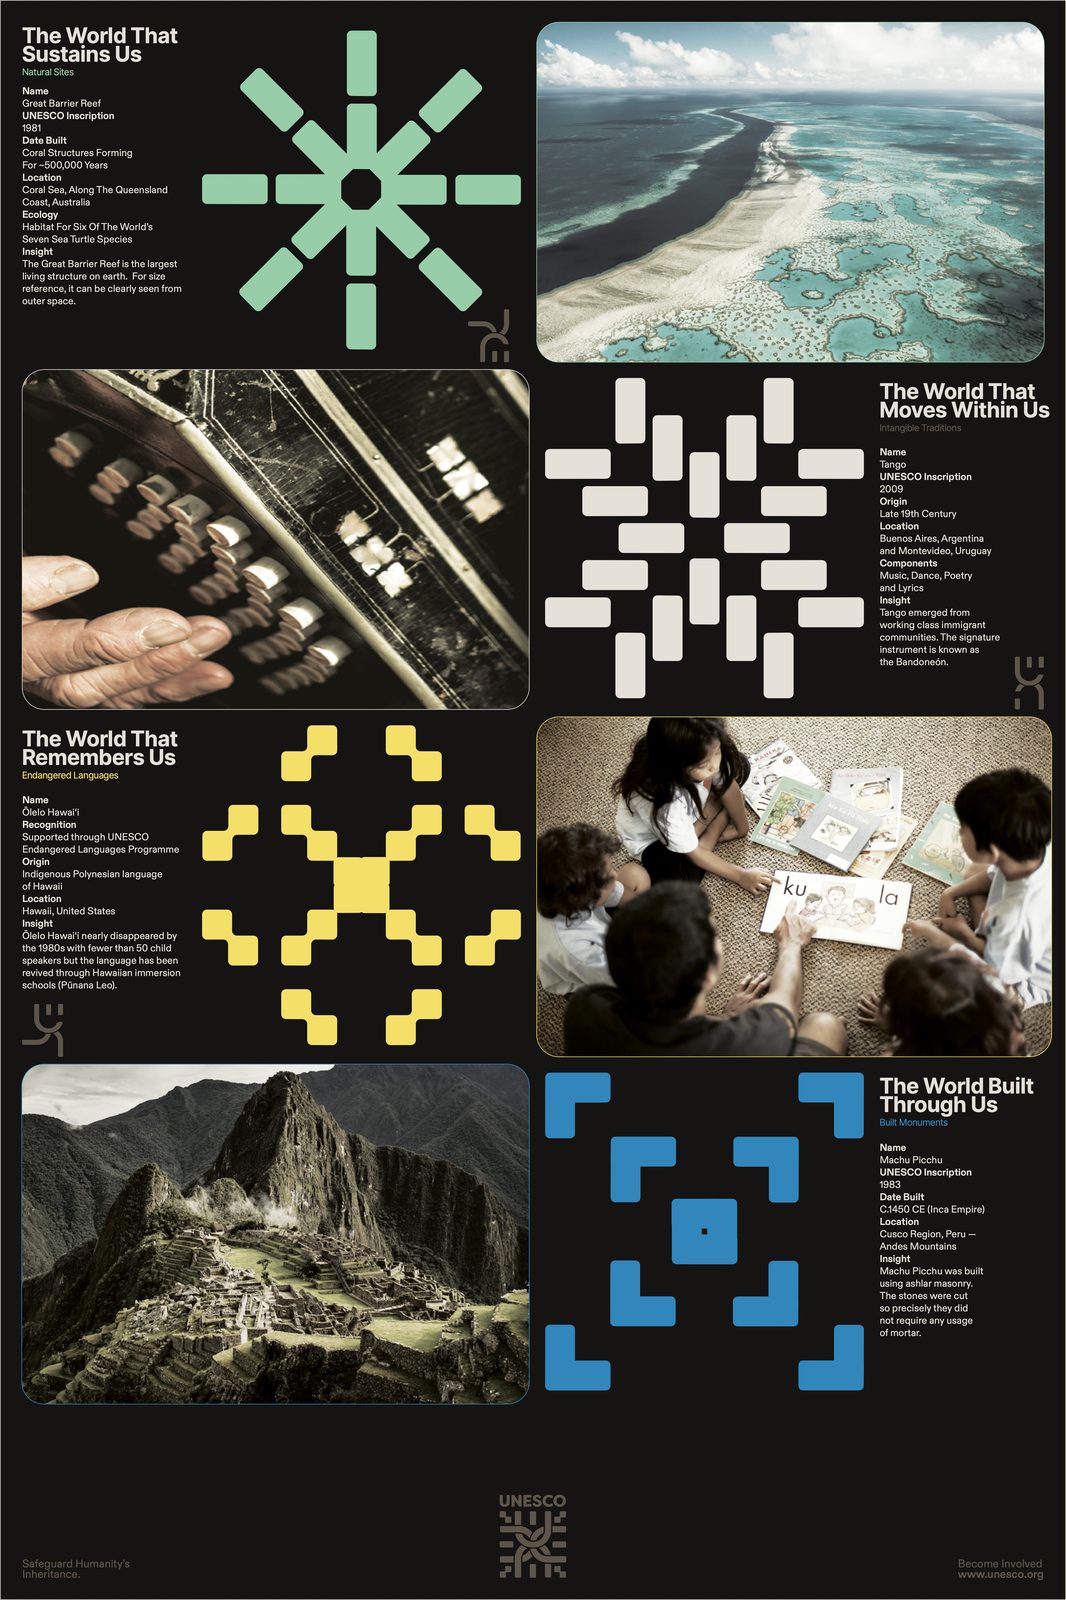 The World That
Sustains Us
Natural Sites
Name
Great Barrier Reef
UNESCO Inscription
1981
Date Built
Coral Structures Forming
For ~500,000 Years
Location
Coral Sea, Along The Queensland
Coast, Australia
Ecology
Habitat For Six Of The World's
Seven Sea Turtle Species
Insight
The Great Barrier Reef is the largest
living structure on earth. For size
reference, it can be clearly seen from
outer space.
The World That
Moves Within Us
Intangible Traditions
Name
Tango
UNESCO Inscription
2009
Origin
Late 19th Century
Location
Buenos Aires, Argentina
and Montevideo, Uruguay
Components
Music, Dance, Poetry
and Lyrics
Insight
Tango emerged from
working class immigrant
communities. The signature
instrument is known as
the Bandoneón.
The World That
Remembers Us
Endangered Languages
Name
Ōlelo Hawai'i
Recognition
Supported through UNESCO
Endangered Languages Programme
Origin
Indigenous Polynesian language
of Hawaii
Location
Hawaii, United States
Insight
Ōlelo Hawai'i nearly disappeared by
the 1980s with fewer than 50 child
speakers but the language has been
revived through Hawaiian immersion
schools (Pūnana Leo).
ku la
The World Built
Through Us
Built Monuments
Name
Machu Picchu
UNESCO Inscription
1983
Date Built
C.1450 CE (Inca Empire)
Location
Cusco Region, Peru —
Andes Mountains
Insight
Machu Picchu was built
using ashlar masonry.
The stones were cut
so precisely they did
not require any usage
of mortar.
UNESCO
Safeguard Humanity's
Inheritance.
Become Involved
www.unesco.org